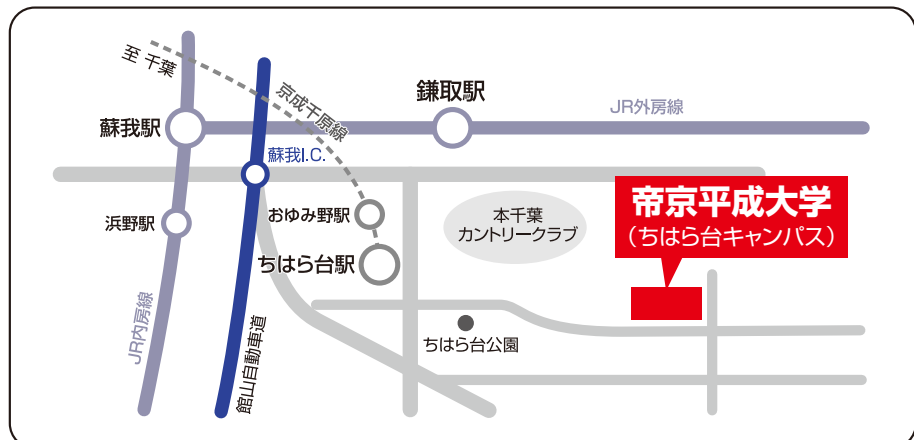 至 千葉
京成千原線
鎌取駅
JR外房線
蘇我駅
蘇我I.C.
浜野駅
おゆみ野駅
ちはら台駅
本千葉
カントリークラブ
帝京平成大学
（ちはら台キャンパス）
ちはら台公園
JR内房線
館山自動車道